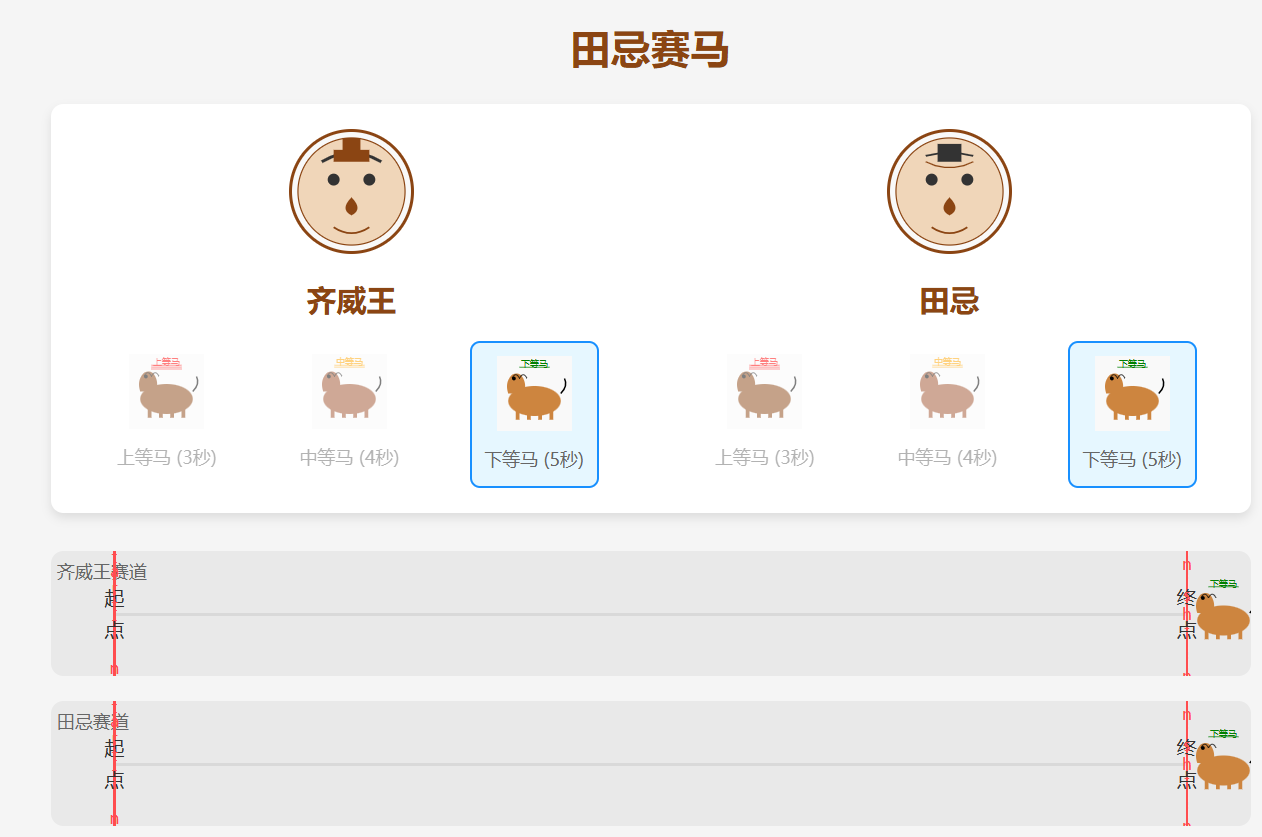 田忌赛马
齐威王
田忌
上等马
中等马
下等马
上等马
中等马
下等马
上等马 (3秒)
中等马 (4秒)
下等马 (5秒)
上等马 (3秒)
中等马 (4秒)
下等马 (5秒)
齐威王赛道
起
点
n
n
终
h
点
下等马
田忌赛道
起
点
n
n
终
h
点
下等马